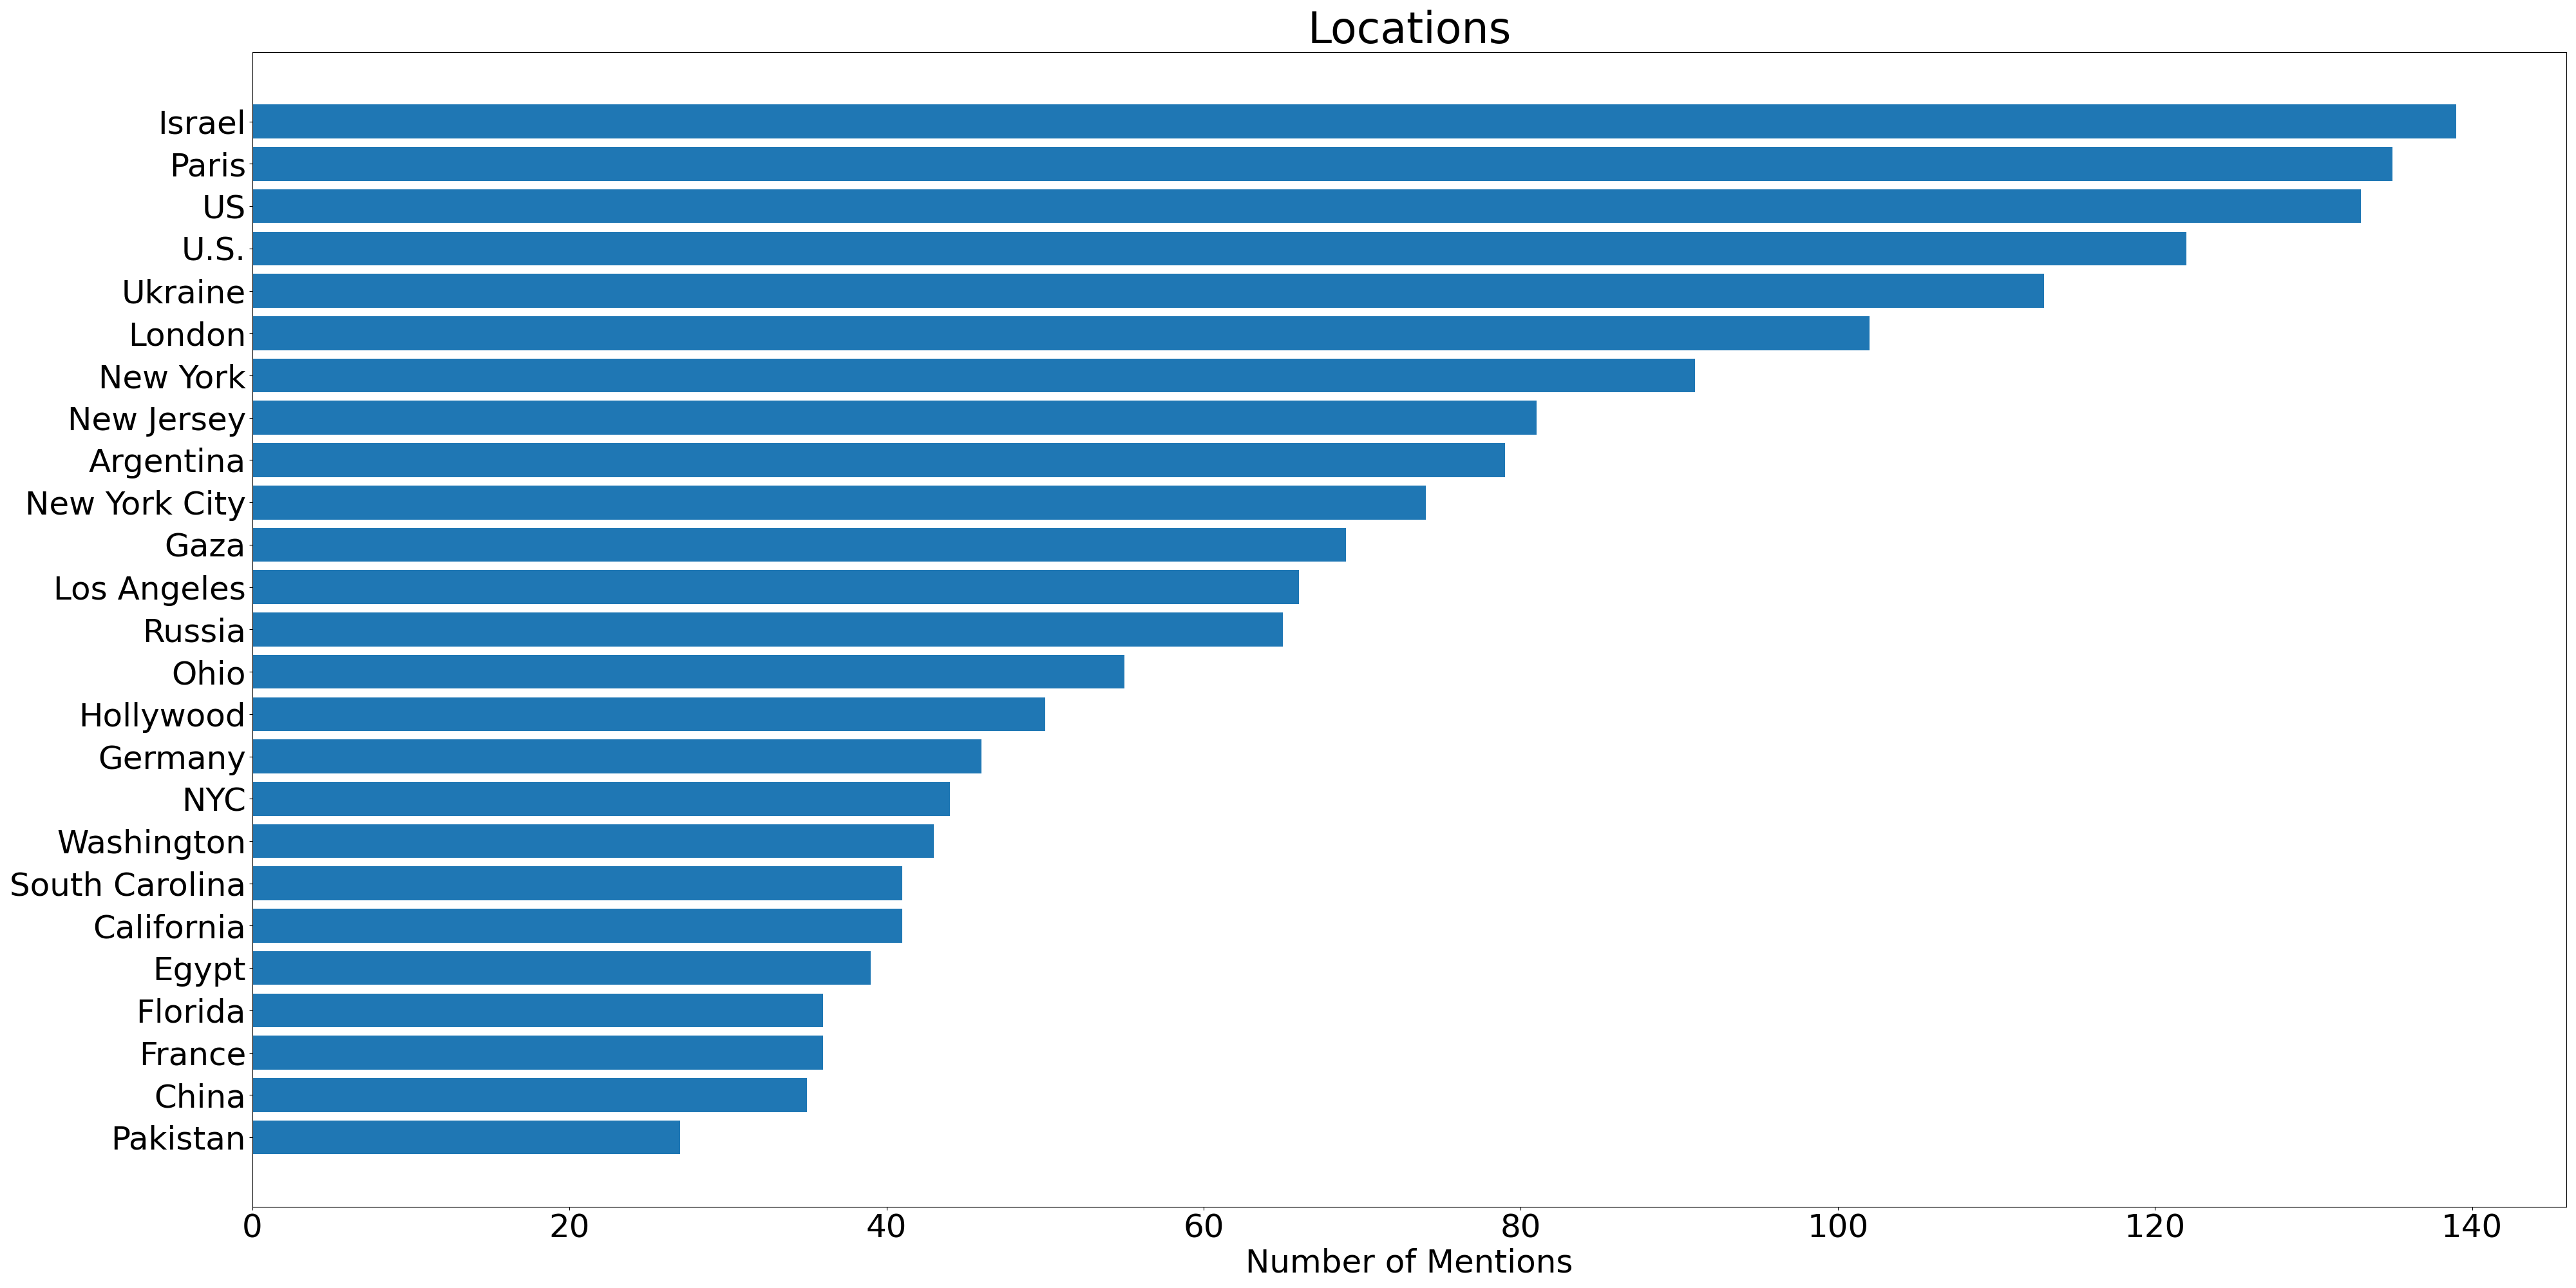 Locations
Israel
Paris
US
U.S.
Ukraine
London
New York
New Jersey
Argentina
New York City
Gaza
Los Angeles
Russia
Ohio
Hollywood
Germany
NYC
Washington
South Carolina
California
Egypt
Florida
France
China
Pakistan
0 20 40 60 80 100 120 140
Number of Mentions